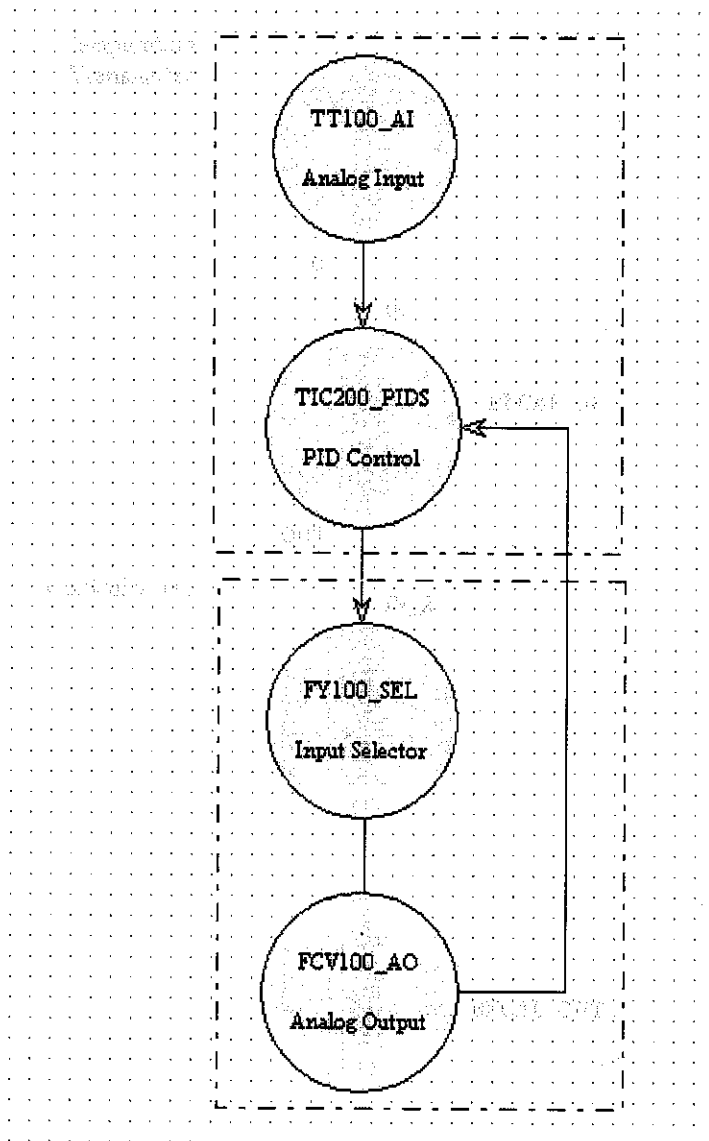 TT100_AI
Analog Input
TIC200_PIDS
PID Control
FY100_SEL
Input Selector
FCV100_AO
Analog Output